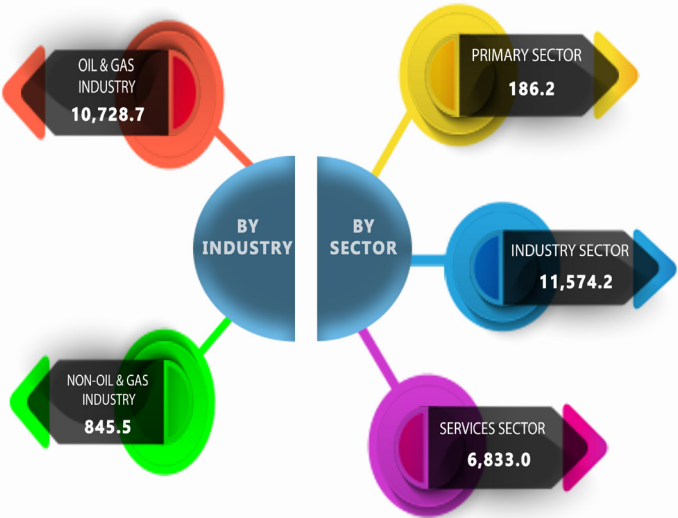 OIL & GAS
INDUSTRY
10,728.7
NON-OIL & GAS
INDUSTRY
845.5
BY
INDUSTRY
BY
SECTOR
PRIMARY SECTOR
186.2
INDUSTRY SECTOR
11,574.2
SERVICES SECTOR
6,833.0